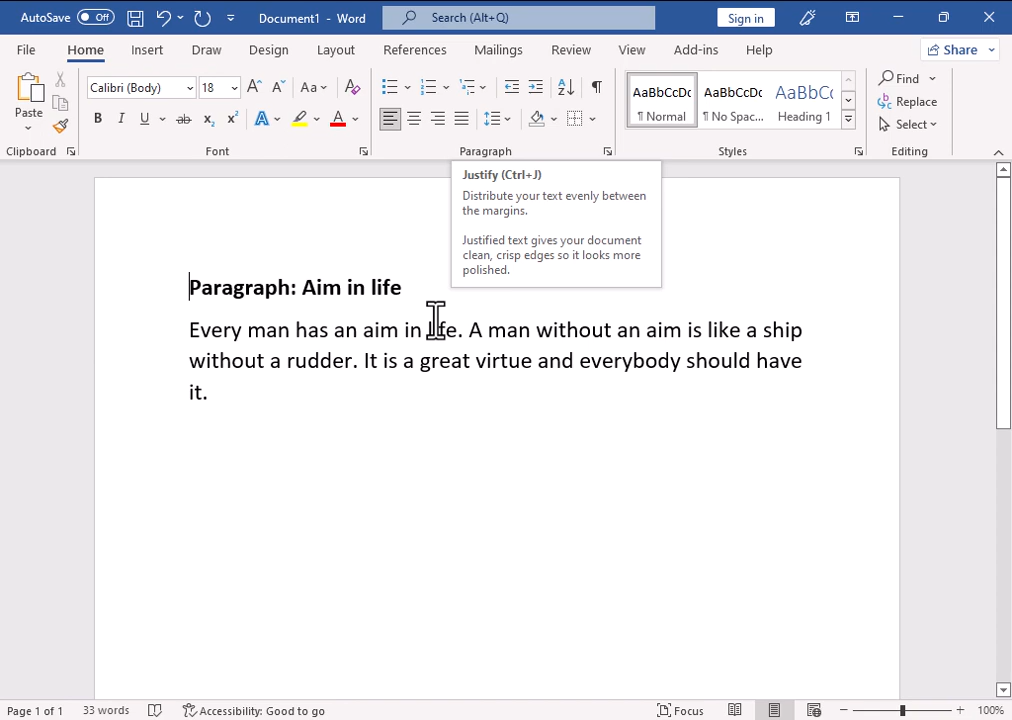 AutoSave Off Document1 - Word Search (Alt+Q) Sign in
File Home Insert Draw Design Layout References Mailings Review View Add-ins Help Share
Paste
Clipboard
Calibri (Body) 18 A A Aa A
B I U ab x2 x2 A A
Font
Paragraph
AaBbCcDc AaBbCcDc AaBbCc
¶ Normal ¶ No Spac... Heading 1
Styles
Find
Replace
Select
Editing
Justify (Ctrl+J)
Distribute your text evenly between
the margins.
Justified text gives your document
clean, crisp edges so it looks more
polished.
Paragraph: Aim in life
Every man has an aim in life. A man without an aim is like a ship
without a rudder. It is a great virtue and everybody should have
it.
Page 1 of 1 33 words Accessibility: Good to go Focus 100%